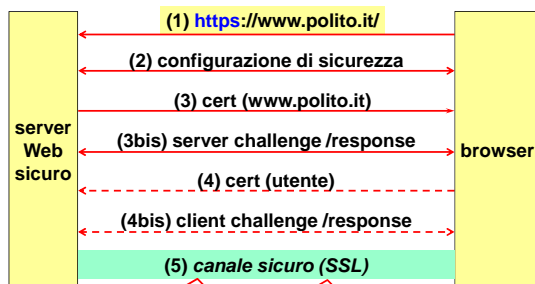 (1) https://www.polito.it/
(2) configurazione di sicurezza
(3) cert (www.polito.it)
server
Web
sicuro
(3bis) server challenge /response
browser
(4) cert (utente)
(4bis) client challenge /response
(5) canale sicuro (SSL)